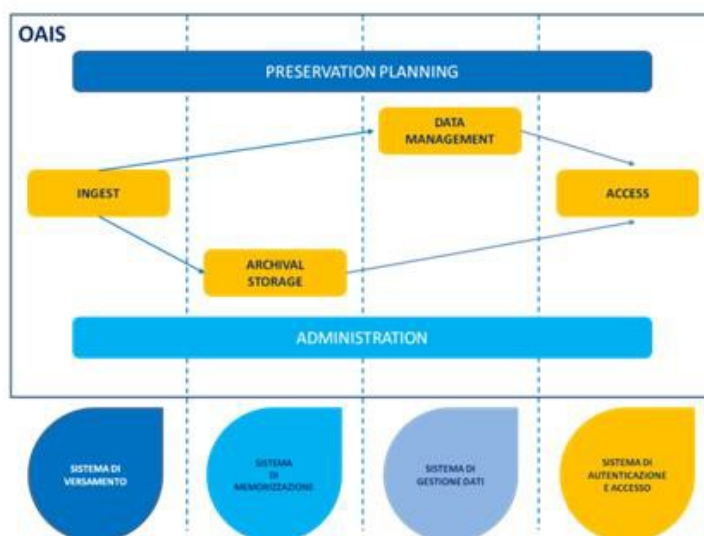 OAIS
PRESERVATION PLANNING
DATA
MANAGEMENT
INGEST
ACCESS
ARCHIVAL
STORAGE
ADMINISTRATION
SISTEMA DI
VERSAMENTO
SISTEMA
DI
MEMORIZZAZIONE
SISTEMA DI
GESTIONE DATI
SISTEMA DI
AUTENTICAZIONE
E ACCESSO